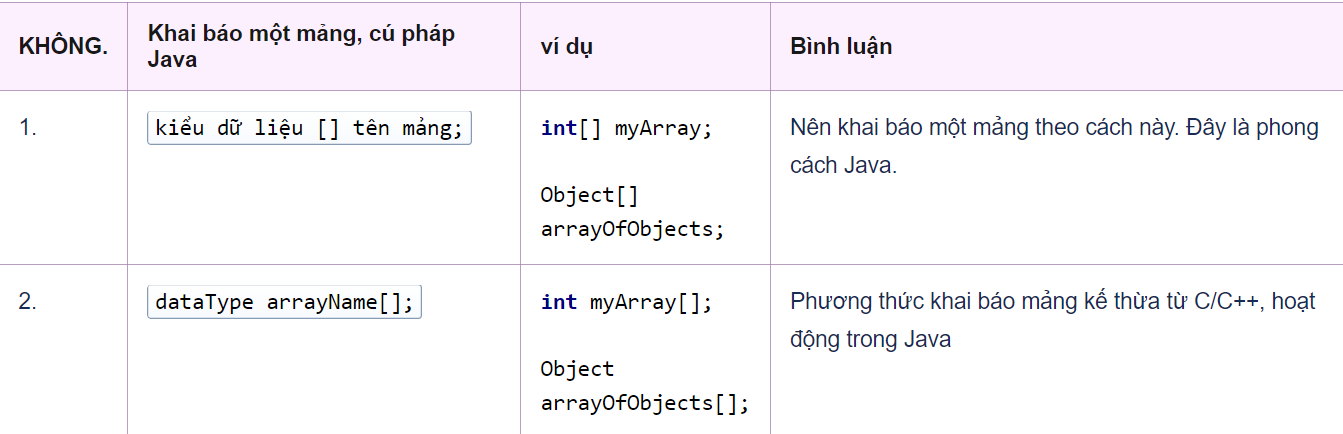 KHÔNG.
Khai báo một mảng, cú pháp
Java
ví dụ
Bình luận
1.
kiểu dữ liệu [] tên mảng;
int[] myArray;
Object[]
arrayOfObjects;
Nên khai báo một mảng theo cách này. Đây là phong
cách Java.
2.
dataType arrayName[];
int myArray[];
Object
arrayOfObjects[];
Phương thức khai báo mảng kế thừa từ C/C++, hoạt
động trong Java